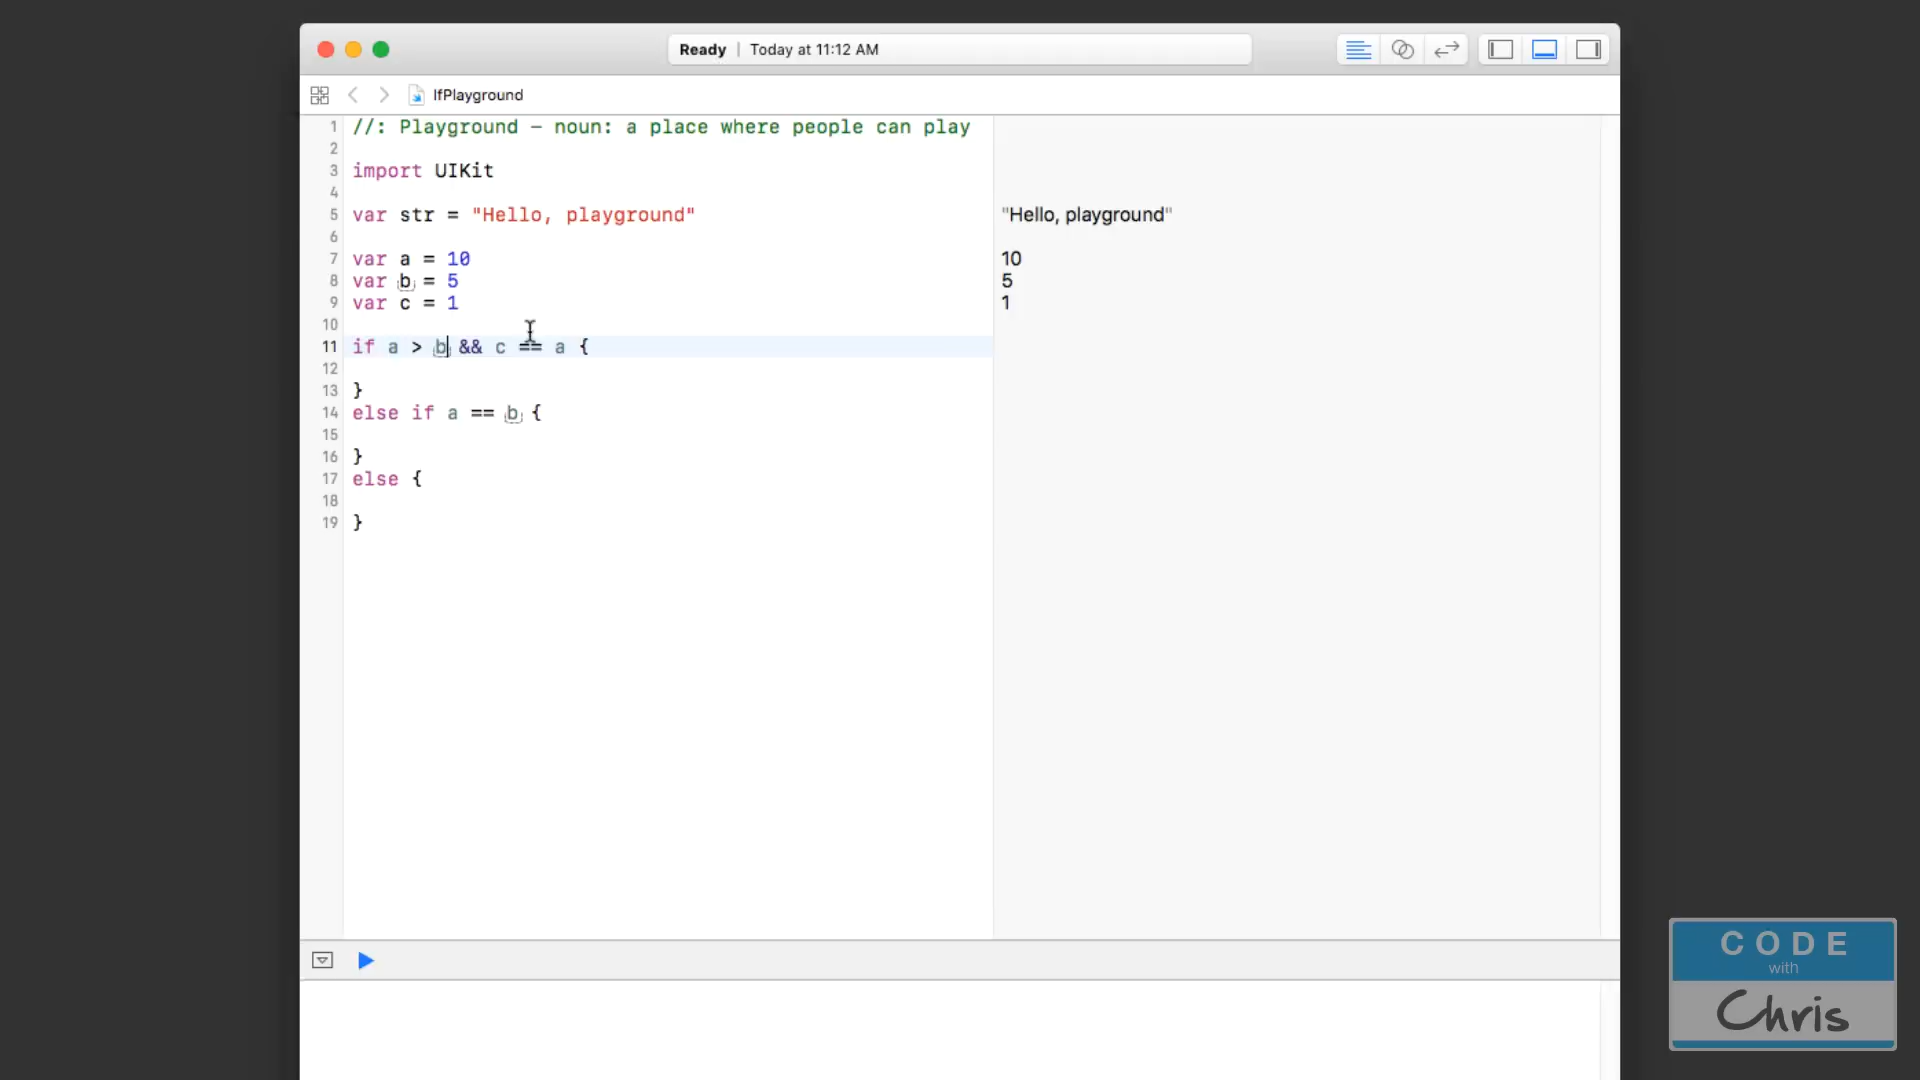 Ready | Today at 11:12 AM
IfPlayground
1 //: Playground – noun: a place where people can play
2
3 import UIKit
4
5 var str = "Hello, playground" "Hello, playground"
6
7 var a = 10 10
8 var b = 5 5
9 var c = 1 1
10
11 if a > b && c == a {
12
13 }
14 else if a == b {
15
16 }
17 else {
18
19 }
CODE
with
Chris